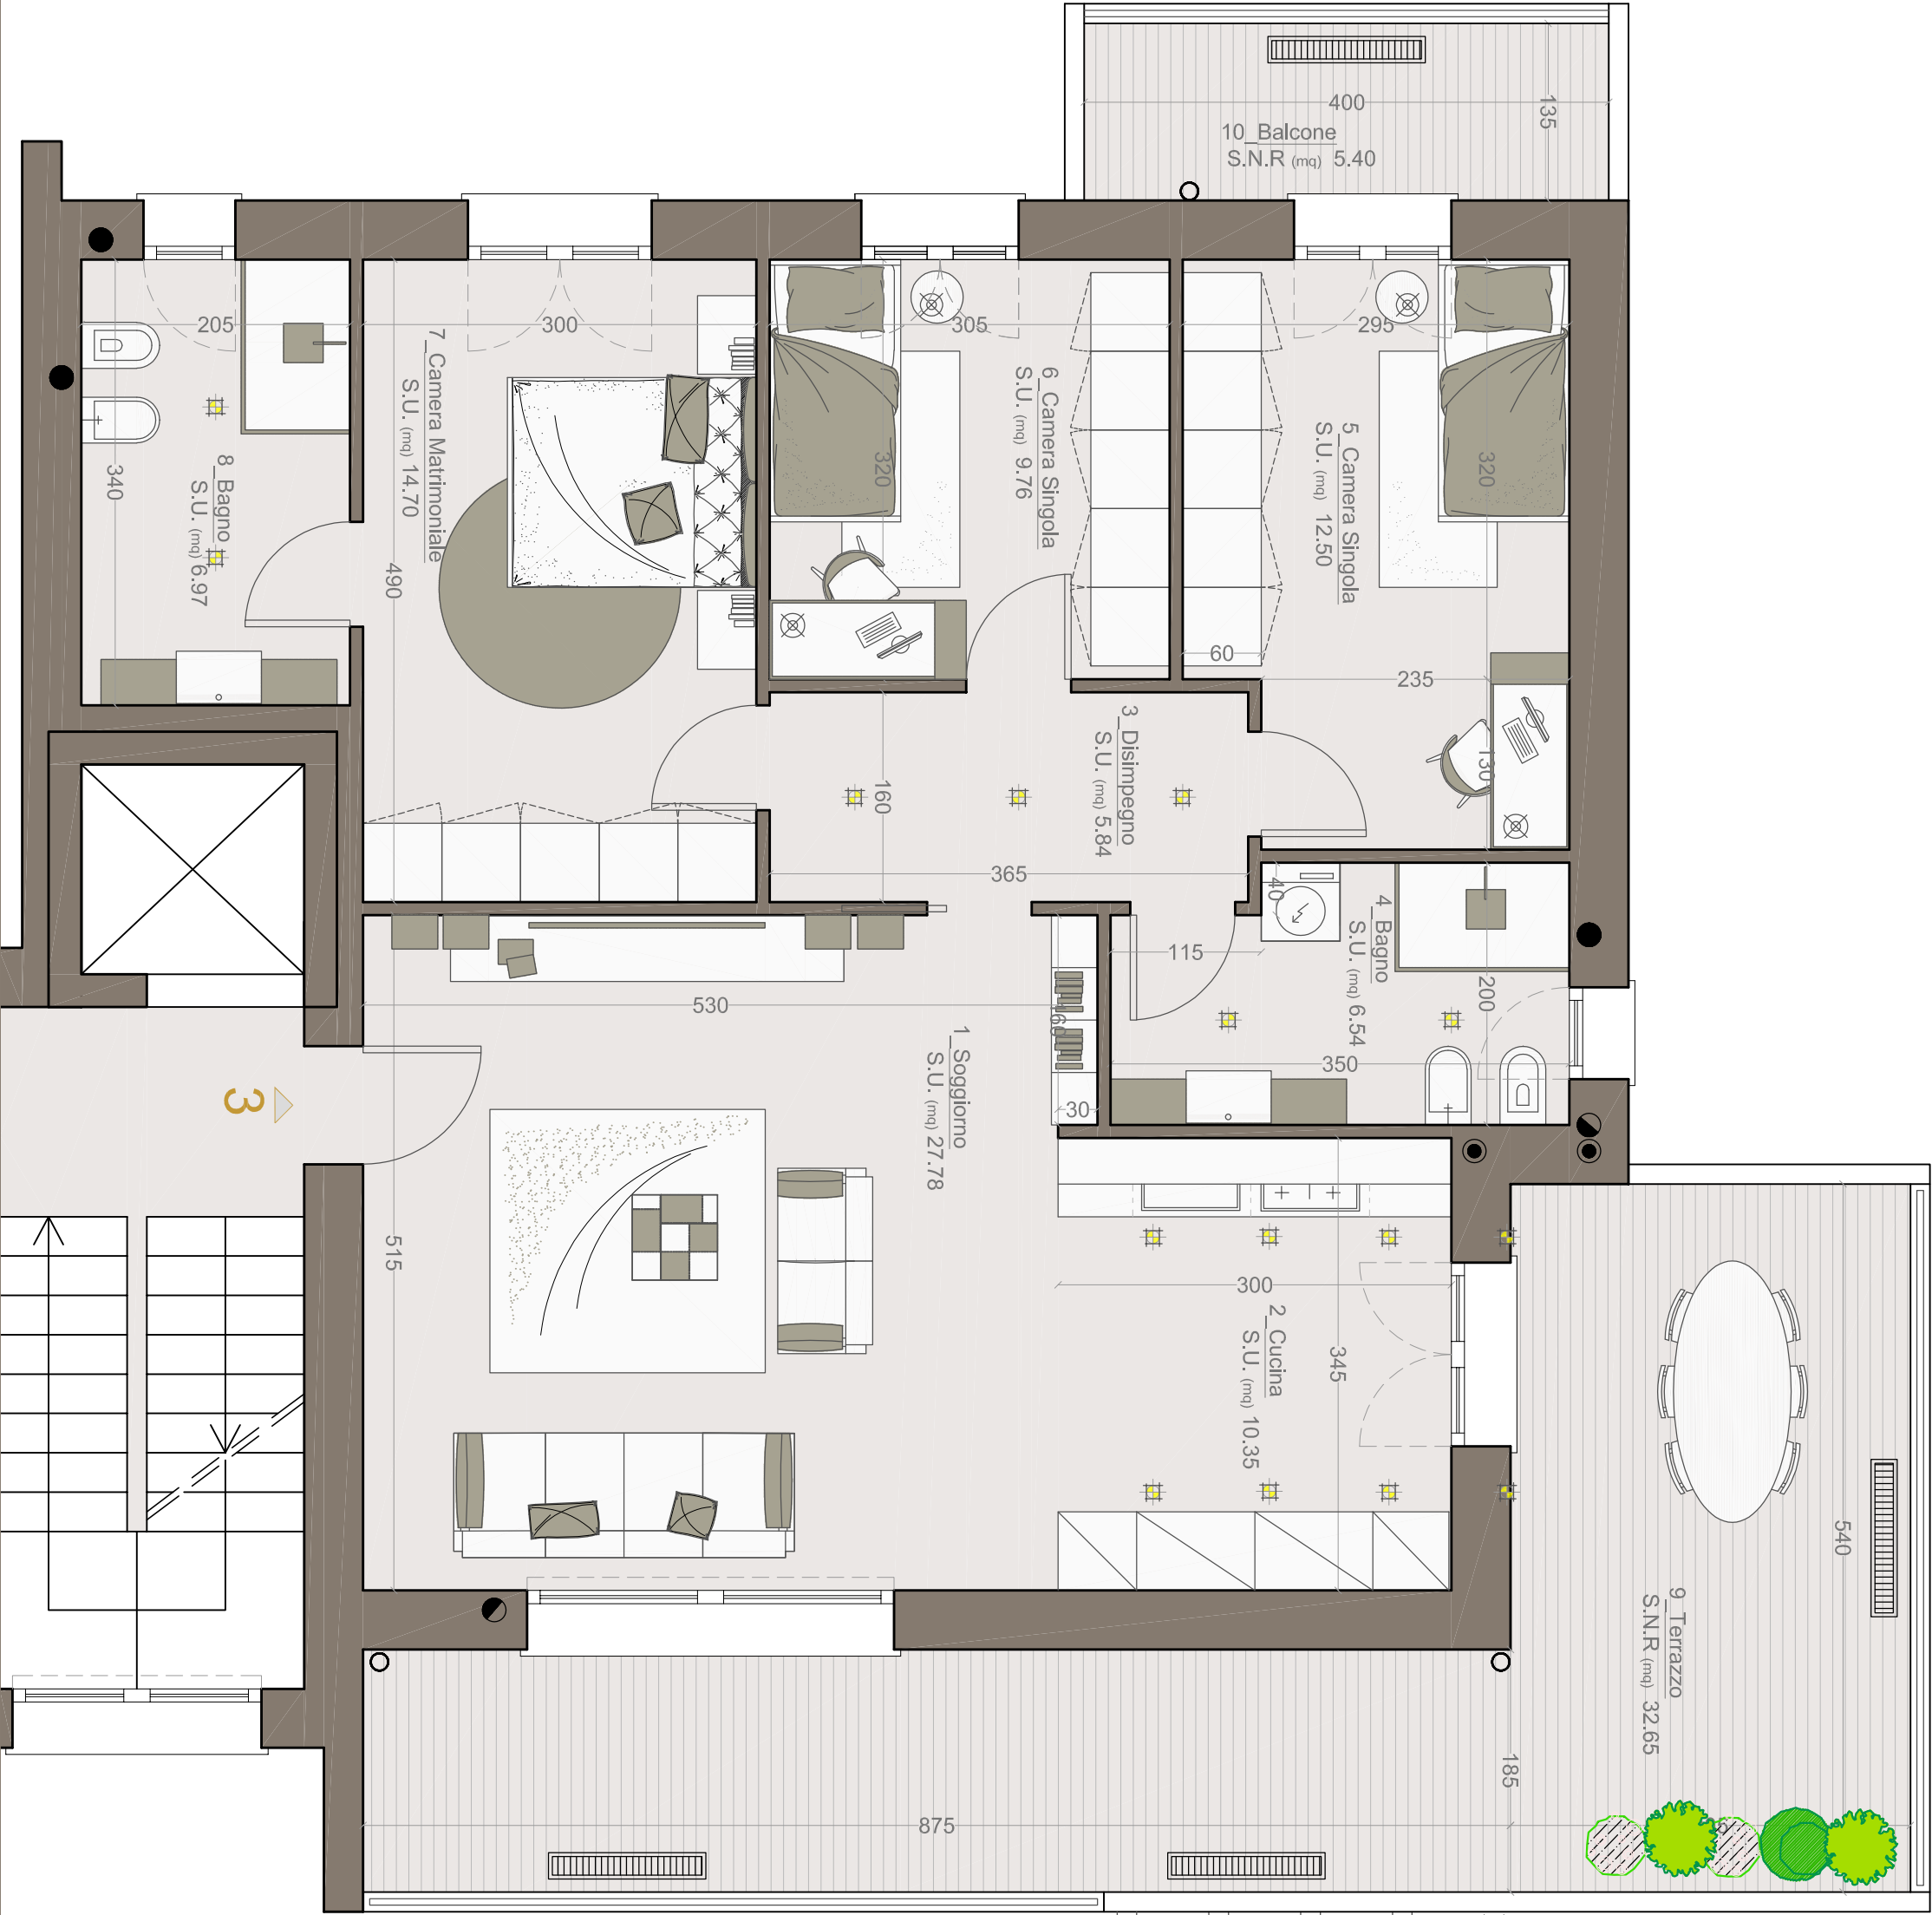 400
135
10_Balcone
S.N.R (mq) 5.40
205
300
305
295
7_Camera Matrimoniale
S.U. (mq) 14.70
6_Camera Singola
S.U. (mq) 9.76
5_Camera Singola
S.U. (mq) 12.50
320
320
340
8_Bagno
S.U. (mq) 6.97
490
60
235
130
3_Disimpegno
S.U. (mq) 5.84
160
365
40
4_Bagno
S.U. (mq) 6.54
115
200
350
530
160
30
1_Soggiorno
S.U. (mq) 27.78
3
515
300
2_Cucina
S.U. (mq) 10.35
345
540
9_Terrazzo
S.N.R (mq) 32.65
185
875